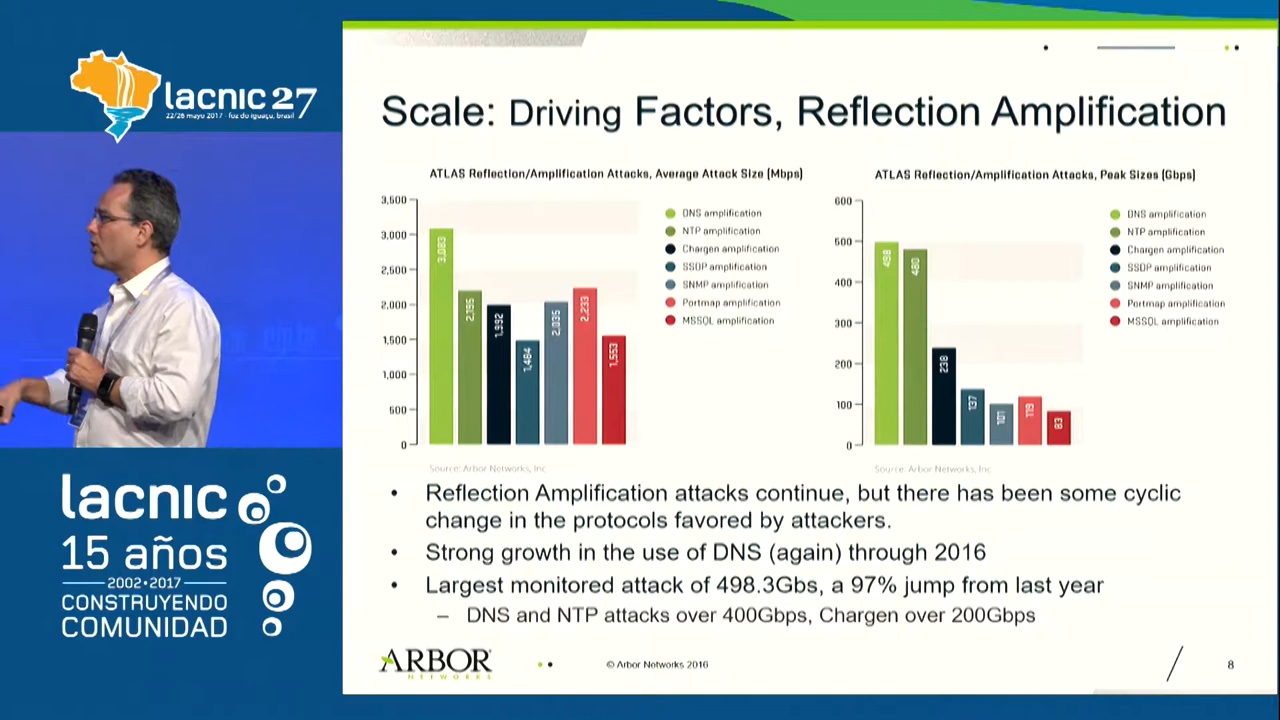 lacnic 27
22/26 mayo 2017 - foz do iguaçu, brasil
lacnic
15 años
2002•2017
CONSTRUYENDO
COMUNIDAD
Scale: Driving Factors, Reflection Amplification
ATLAS Reflection/Amplification Attacks, Average Attack Size (Mbps)
3,500
3,000
2,500
2,000
1,500
1,000
500
0
3,083
2,195
1,992
1,484
2,035
2,233
1,553
DNS amplification
NTP amplification
Chargen amplification
SSDP amplification
SNMP amplification
Portmap amplification
MSSQL amplification
Source: Arbor Networks, Inc.
ATLAS Reflection/Amplification Attacks, Peak Sizes (Gbps)
600
500
400
300
200
100
0
498
480
238
137
101
119
83
DNS amplification
NTP amplification
Chargen amplification
SSDP amplification
SNMP amplification
Portmap amplification
MSSQL amplification
Source: Arbor Networks, Inc.
• Reflection Amplification attacks continue, but there has been some cyclic
change in the protocols favored by attackers.
• Strong growth in the use of DNS (again) through 2016
• Largest monitored attack of 498.3Gbs, a 97% jump from last year
– DNS and NTP attacks over 400Gbps, Chargen over 200Gbps
ARBOR
NETWORKS
© Arbor Networks 2016
8